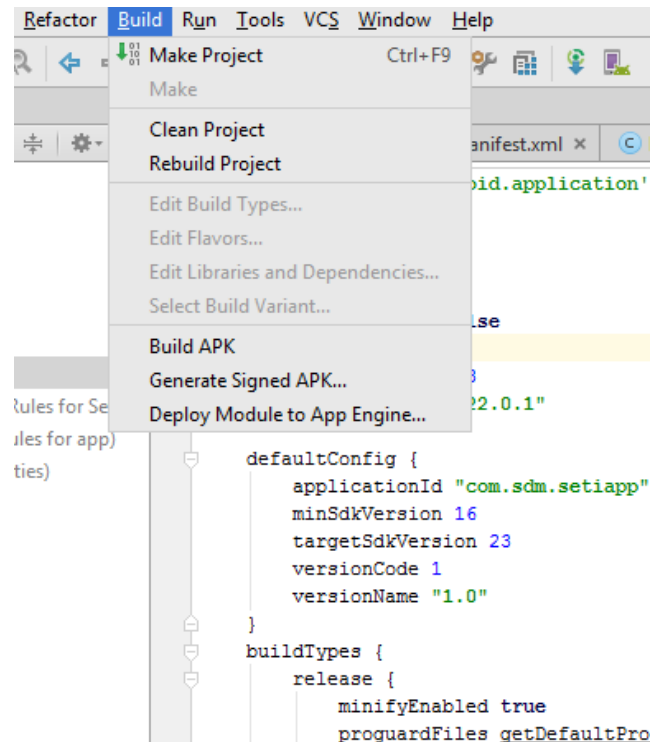 Refactor Build Run Tools VCS Window Help
Make Project Ctrl+F9
Make
Clean Project
Rebuild Project
Edit Build Types...
Edit Flavors...
Edit Libraries and Dependencies...
Select Build Variant...
Build APK
Generate Signed APK...
Deploy Module to App Engine...
anifest.xml
C
id.application'
lse
22.0.1"
Rules for Se
ules for app)
ties)
defaultConfig {
applicationId "com.sdm.setiapp"
minSdkVersion 16
targetSdkVersion 23
versionCode 1
versionName "1.0"
}
buildTypes {
release {
minifyEnabled true
proguardFiles getDefaultPro